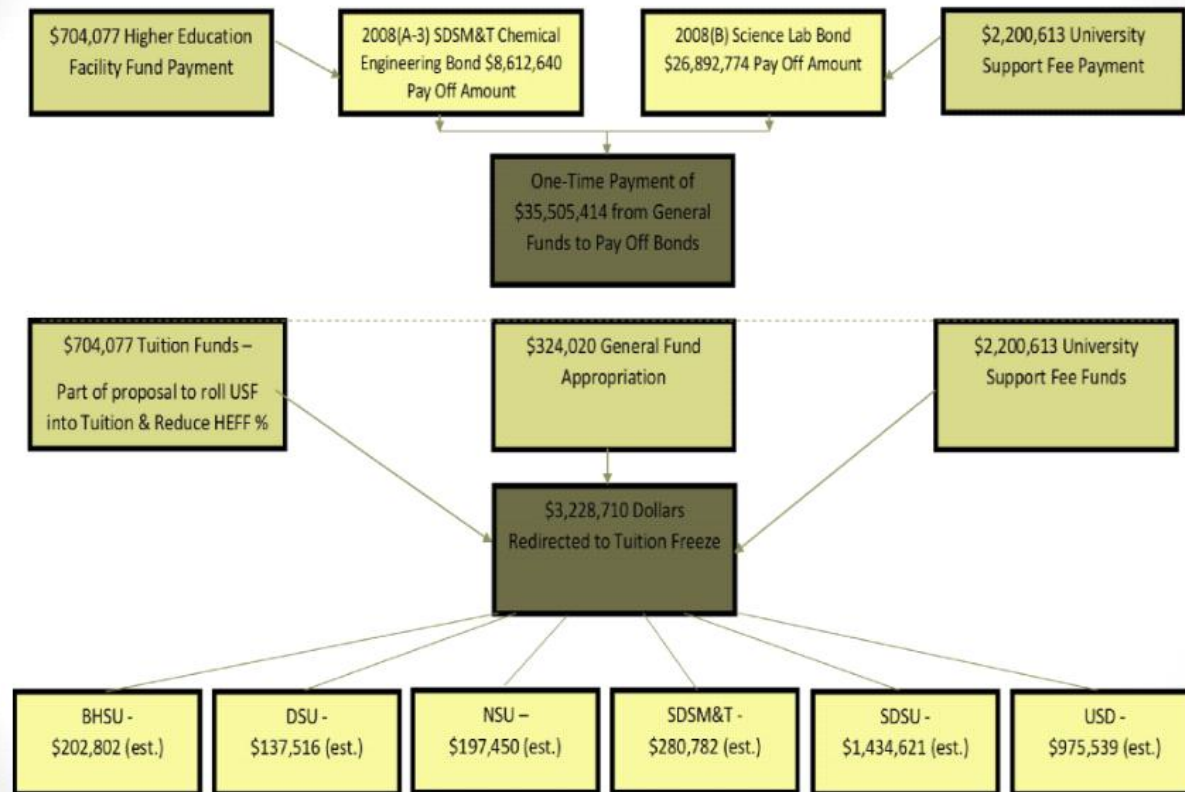 $704,077 Higher Education
Facility Fund Payment
2008(A-3) SDSM&T Chemical
Engineering Bond $8,612,640
Pay Off Amount
2008(B) Science Lab Bond
$26,892,774 Pay Off Amount
$2,200,613 University
Support Fee Payment
One-Time Payment of
$35,505,414 from General
Funds to Pay Off Bonds
$704,077 Tuition Funds –
Part of proposal to roll USF
into Tuition & Reduce HEFF %
$324,020 General Fund
Appropriation
$2,200,613 University
Support Fee Funds
$3,228,710 Dollars
Redirected to Tuition Freeze
BHSU -
$202,802 (est.)
DSU -
$137,516 (est.)
NSU –
$197,450 (est.)
SDSM&T -
$280,782 (est.)
SDSU -
$1,434,621 (est.)
USD -
$975,539 (est.)